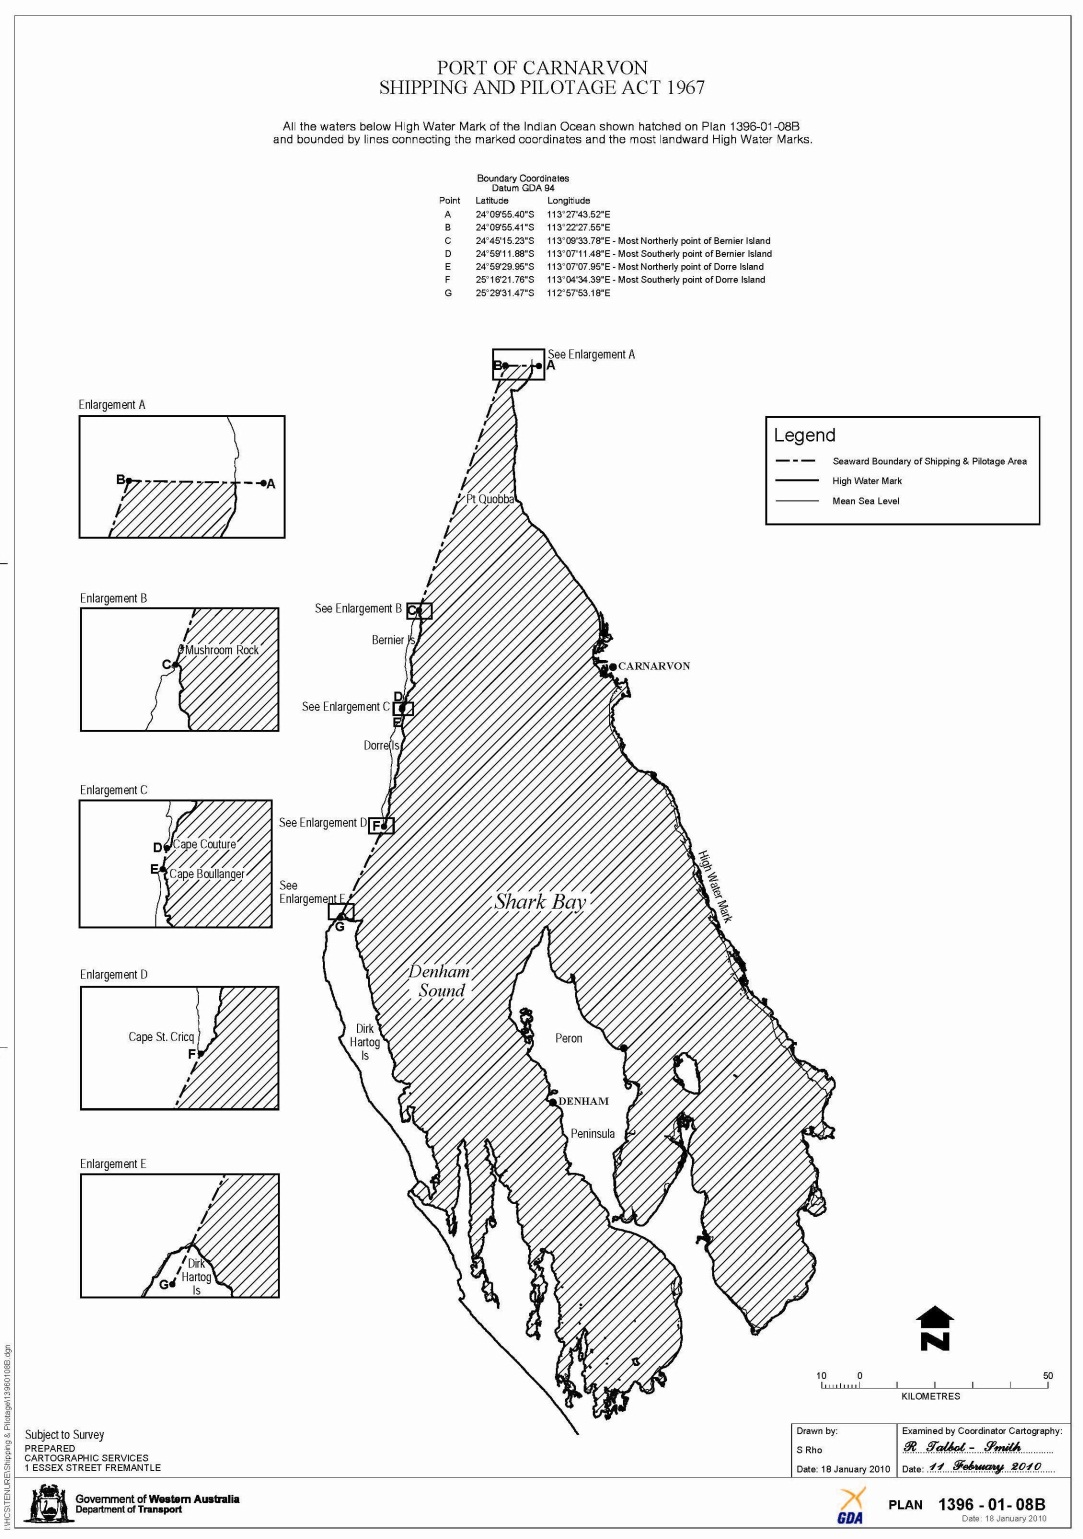 PORT OF CARNARVON
SHIPPING AND PILOTAGE ACT 1967
All the waters below High Water Mark of the Indian Ocean shown hatched on Plan 1396-01-08B
and bounded by lines connecting the marked coordinates and the most landward High Water Marks.
Boundary Coordinates
Datum GDA 94
Point Latitude Longitiude
A 24°09'55.40"S 113°27'43.52"E
B 24°09'55.41"S 113°22'27.55"E
C 24°45'15.23"S 113°09'33.78"E - Most Northerly point of Bernier Island
D 24°59'11.88"S 113°07'11.48"E - Most Southerly point of Bernier Island
E 24°59'29.95"S 113°07'07.95"E - Most Northerly point of Dorre Island
F 25°16'21.76"S 113°04'34.39"E - Most Southerly point of Dorre Island
G 25°29'31.47"S 112°57'53.18"E
See Enlargement A
B A
Enlargement A
B A
Legend
Seaward Boundary of Shipping & Pilotage Area
High Water Mark
Mean Sea Level
Pt Quobba
Enlargement B
Mushroom Rock
C
See Enlargement B
C
Bernier Is
CARNARVON
D
See Enlargement C
E
Dorre Is
Enlargement C
D Cape Couture
E Cape Boullanger
See Enlargement D
F
High Water Mark
See
Enlargement E
G
Shark Bay
Denham
Sound
Enlargement D
Cape St. Cricq
F
Dirk
Hartog
Is
Peron
DENHAM
Peninsula
Enlargement E
Dirk
Hartog
Is
G
N
10 0 50
KILOMETRES
Subject to Survey
PREPARED
CARTOGRAPHIC SERVICES
1 ESSEX STREET FREMANTLE
Drawn by:
S Rho
Date: 18 January 2010
Examined by Coordinator Cartography:
R Talbot - Smith
Date: 11 February 2010
Government of Western Australia
Department of Transport
GDA
PLAN 1396 - 01- 08B
Date: 18 January 2010
I:\HCS\TENURE\Shipping & Pilotage\13960108B.dgn